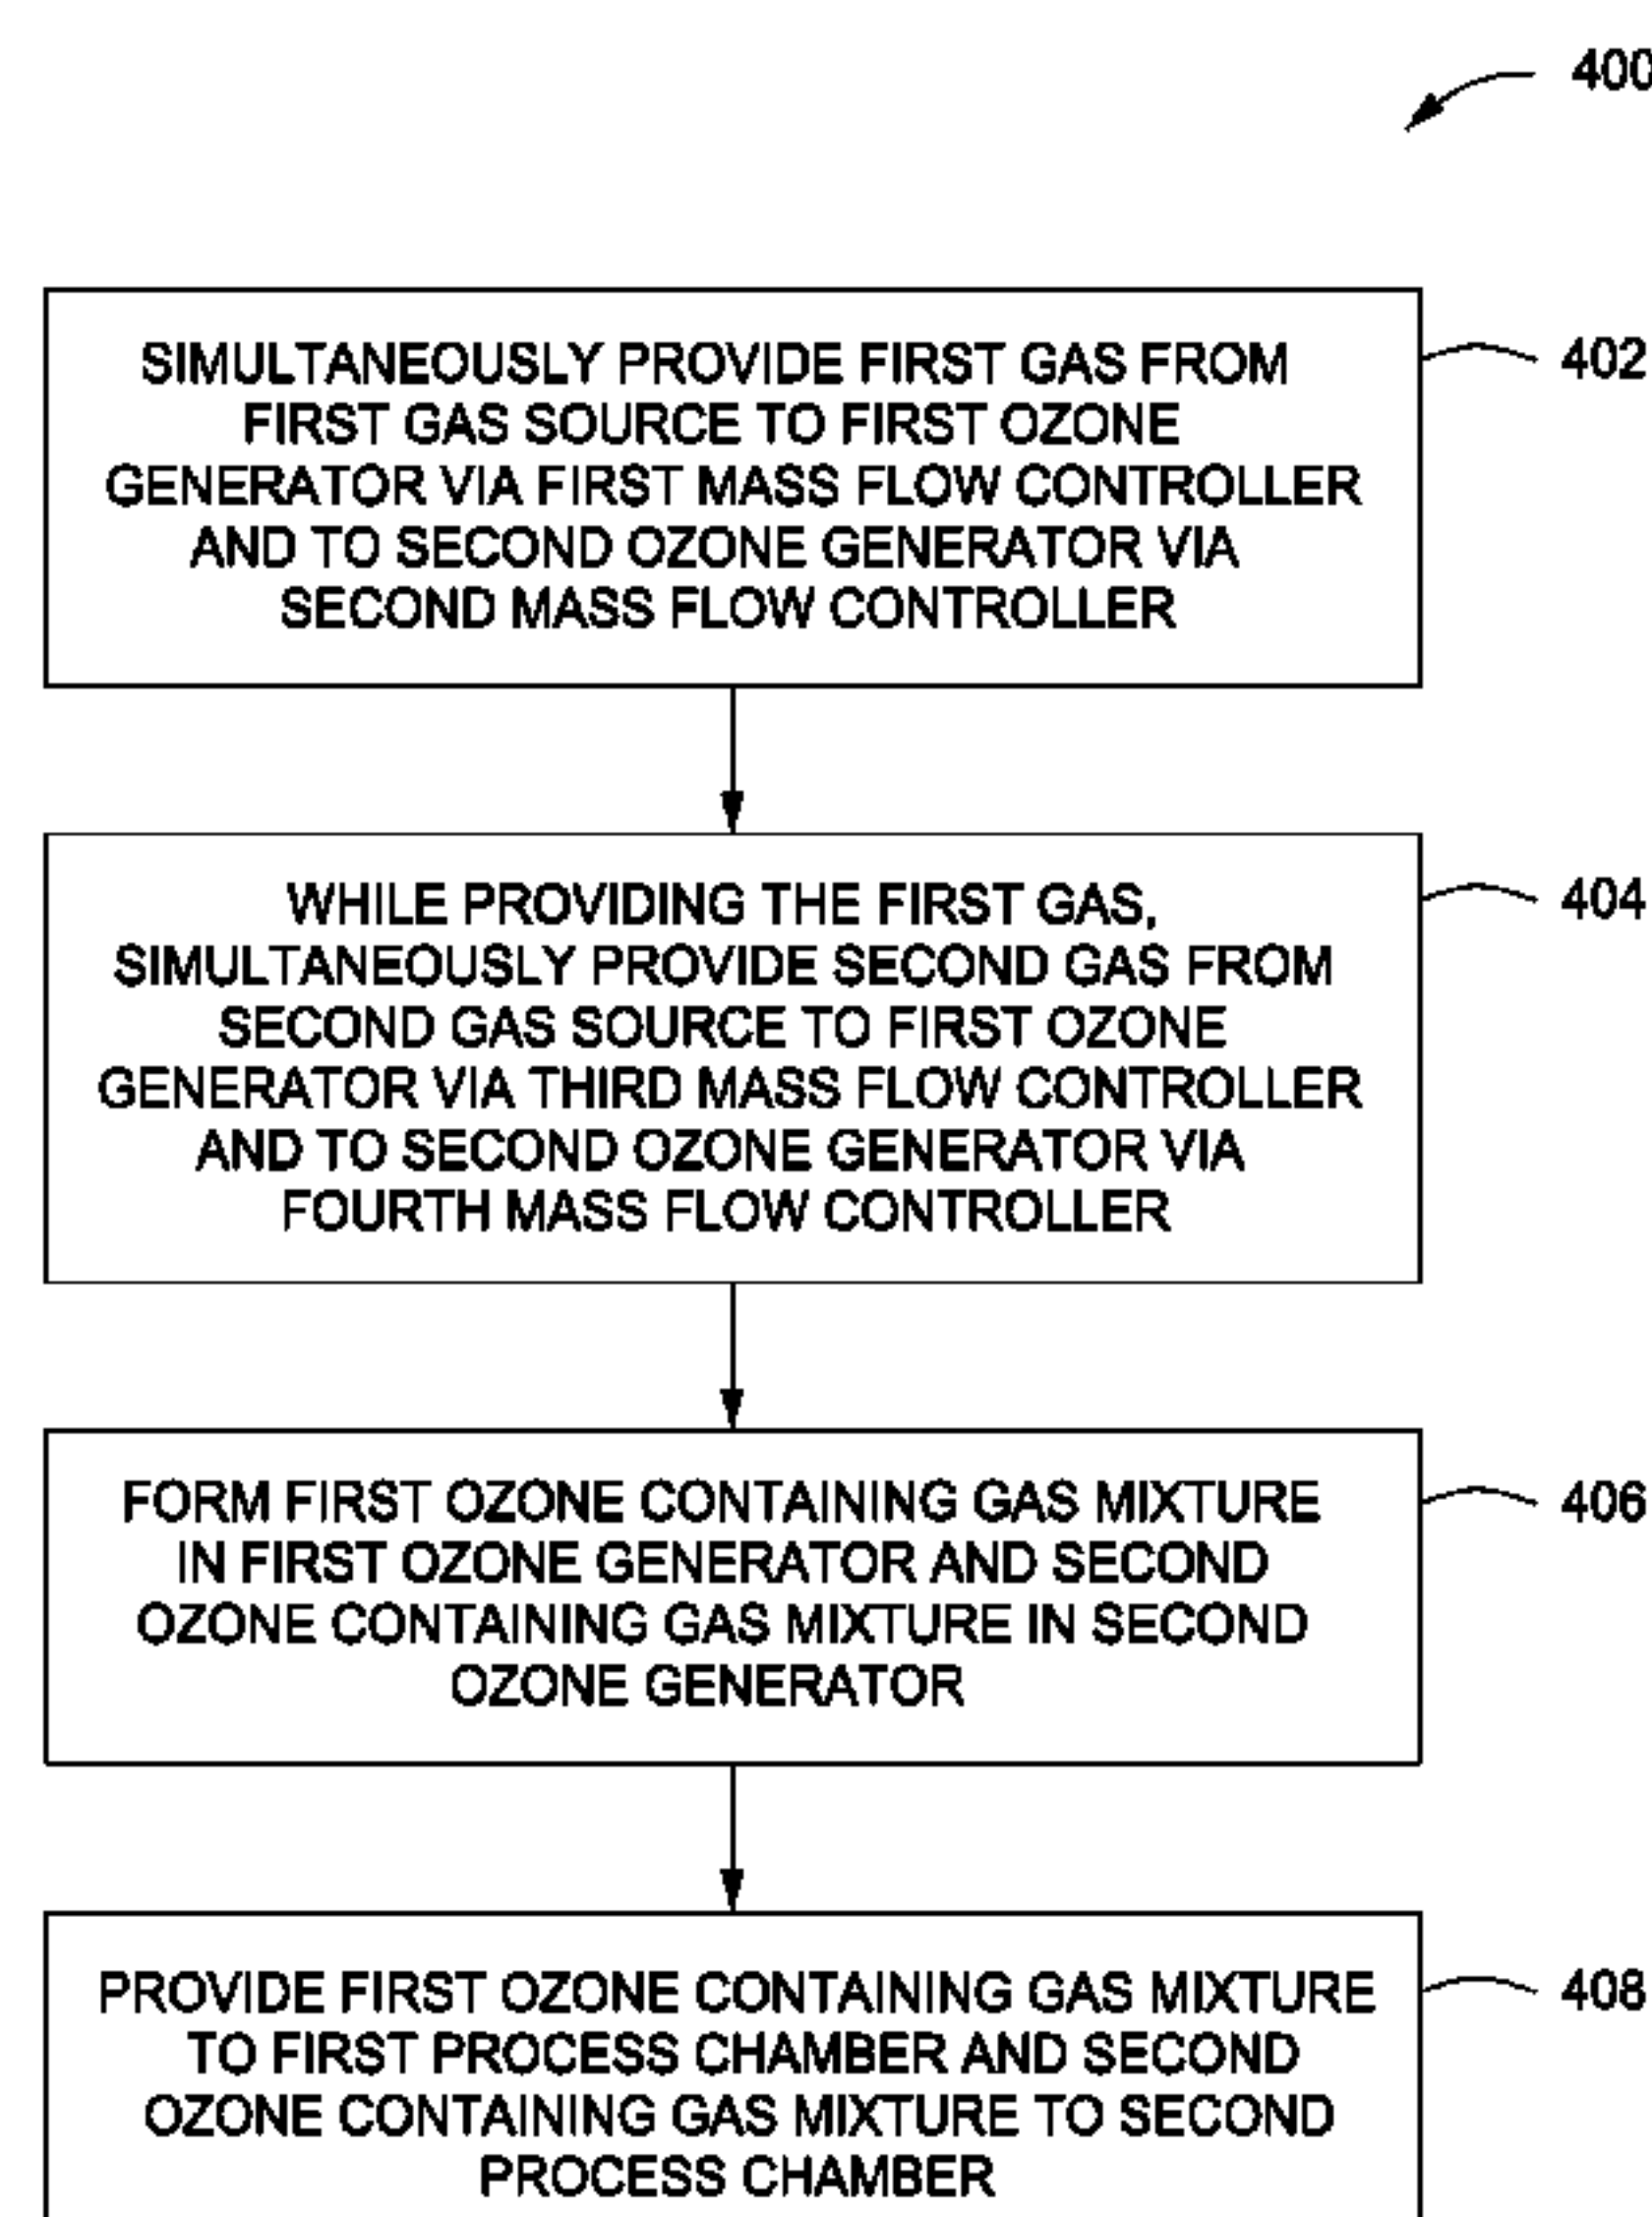 400
SIMULTANEOUSLY PROVIDE FIRST GAS FROM
FIRST GAS SOURCE TO FIRST OZONE
GENERATOR VIA FIRST MASS FLOW CONTROLLER
AND TO SECOND OZONE GENERATOR VIA
SECOND MASS FLOW CONTROLLER
402
WHILE PROVIDING THE FIRST GAS,
SIMULTANEOUSLY PROVIDE SECOND GAS FROM
SECOND GAS SOURCE TO FIRST OZONE
GENERATOR VIA THIRD MASS FLOW CONTROLLER
AND TO SECOND OZONE GENERATOR VIA
FOURTH MASS FLOW CONTROLLER
404
FORM FIRST OZONE CONTAINING GAS MIXTURE
IN FIRST OZONE GENERATOR AND SECOND
OZONE CONTAINING GAS MIXTURE IN SECOND
OZONE GENERATOR
406
PROVIDE FIRST OZONE CONTAINING GAS MIXTURE
TO FIRST PROCESS CHAMBER AND SECOND
OZONE CONTAINING GAS MIXTURE TO SECOND
PROCESS CHAMBER
408